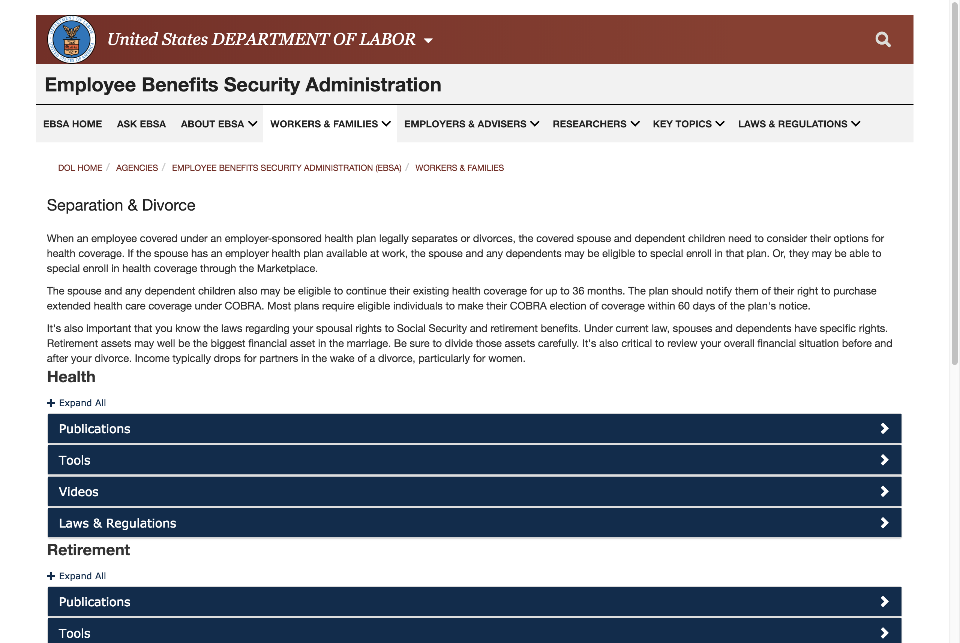 United States DEPARTMENT OF LABOR
Employee Benefits Security Administration
EBSA HOME ASK EBSA ABOUT EBSA WORKERS & FAMILIES EMPLOYERS & ADVISERS RESEARCHERS KEY TOPICS LAWS & REGULATIONS
DOL HOME / AGENCIES / EMPLOYEE BENEFITS SECURITY ADMINISTRATION (EBSA) / WORKERS & FAMILIES
Separation & Divorce
When an employee covered under an employer-sponsored health plan legally separates or divorces, the covered spouse and dependent children need to consider their options for
health coverage. If the spouse has an employer health plan available at work, the spouse and any dependents may be eligible to special enroll in that plan. Or, they may be able to
special enroll in health coverage through the Marketplace.
The spouse and any dependent children also may be eligible to continue their existing health coverage for up to 36 months. The plan should notify them of their right to purchase
extended health care coverage under COBRA. Most plans require eligible individuals to make their COBRA election of coverage within 60 days of the plan's notice.
It's also important that you know the laws regarding your spousal rights to Social Security and retirement benefits. Under current law, spouses and dependents have specific rights.
Retirement assets may well be the biggest financial asset in the marriage. Be sure to divide those assets carefully. It's also critical to review your overall financial situation before and
after your divorce. Income typically drops for partners in the wake of a divorce, particularly for women.
Health
+ Expand All
Publications
Tools
Videos
Laws & Regulations
Retirement
+ Expand All
Publications
Tools